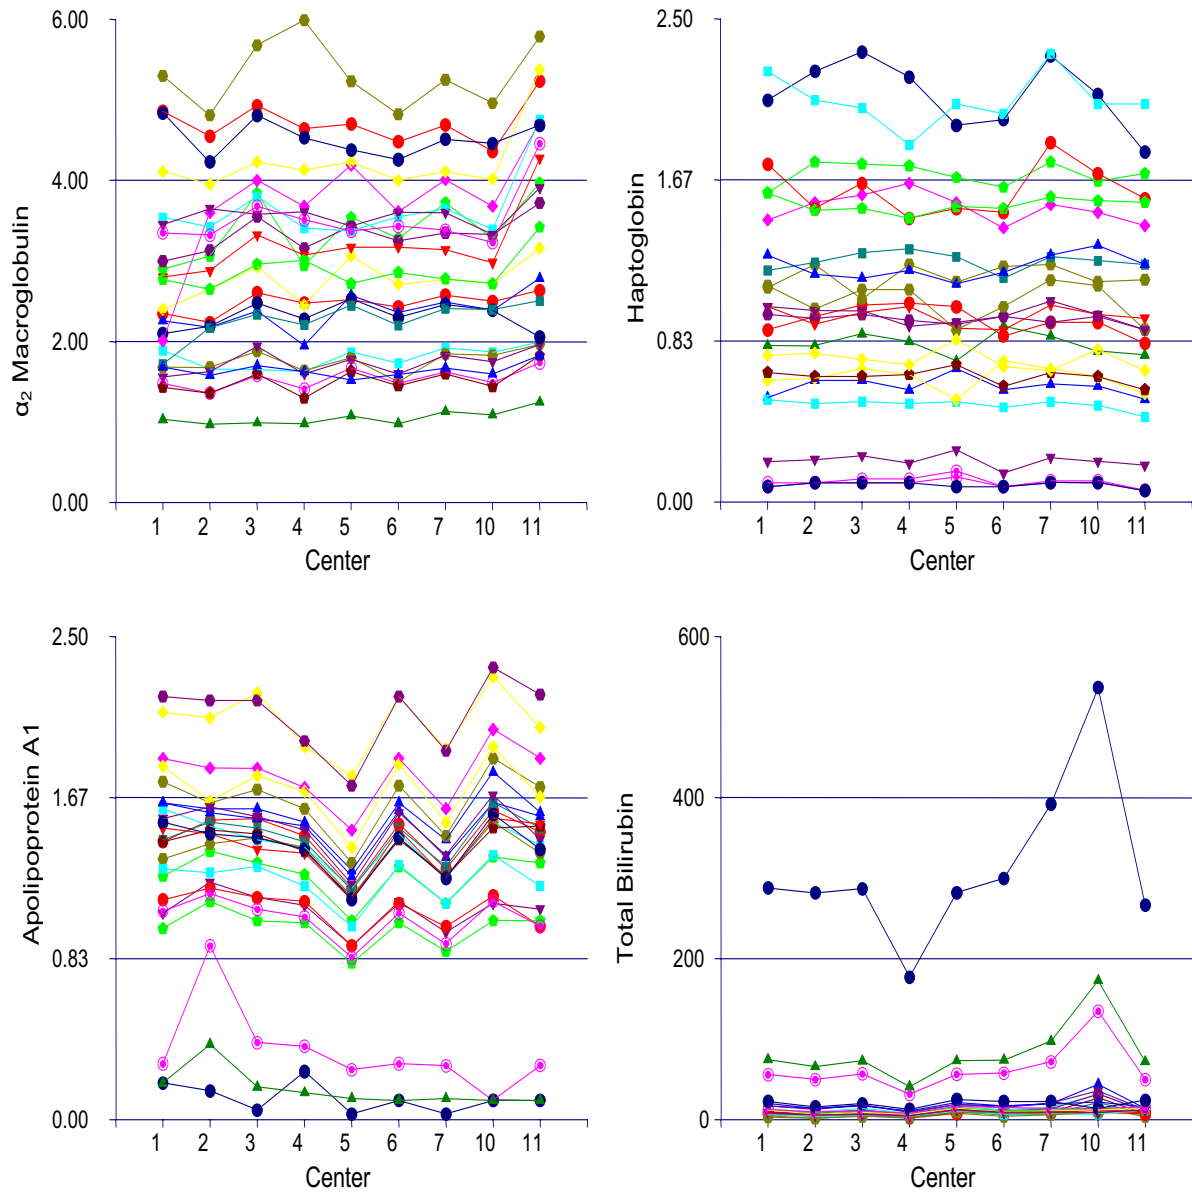 6.00
4.00
2.00
0.00
α₂ Macroglobulin
1 2 3 4 5 6 7 10 11
Center
2.50
1.67
0.83
0.00
Haptoglobin
1 2 3 4 5 6 7 10 11
Center
2.50
1.67
0.83
0.00
Apolipoprotein A1
1 2 3 4 5 6 7 10 11
Center
600
400
200
0
Total Bilirubin
1 2 3 4 5 6 7 10 11
Center